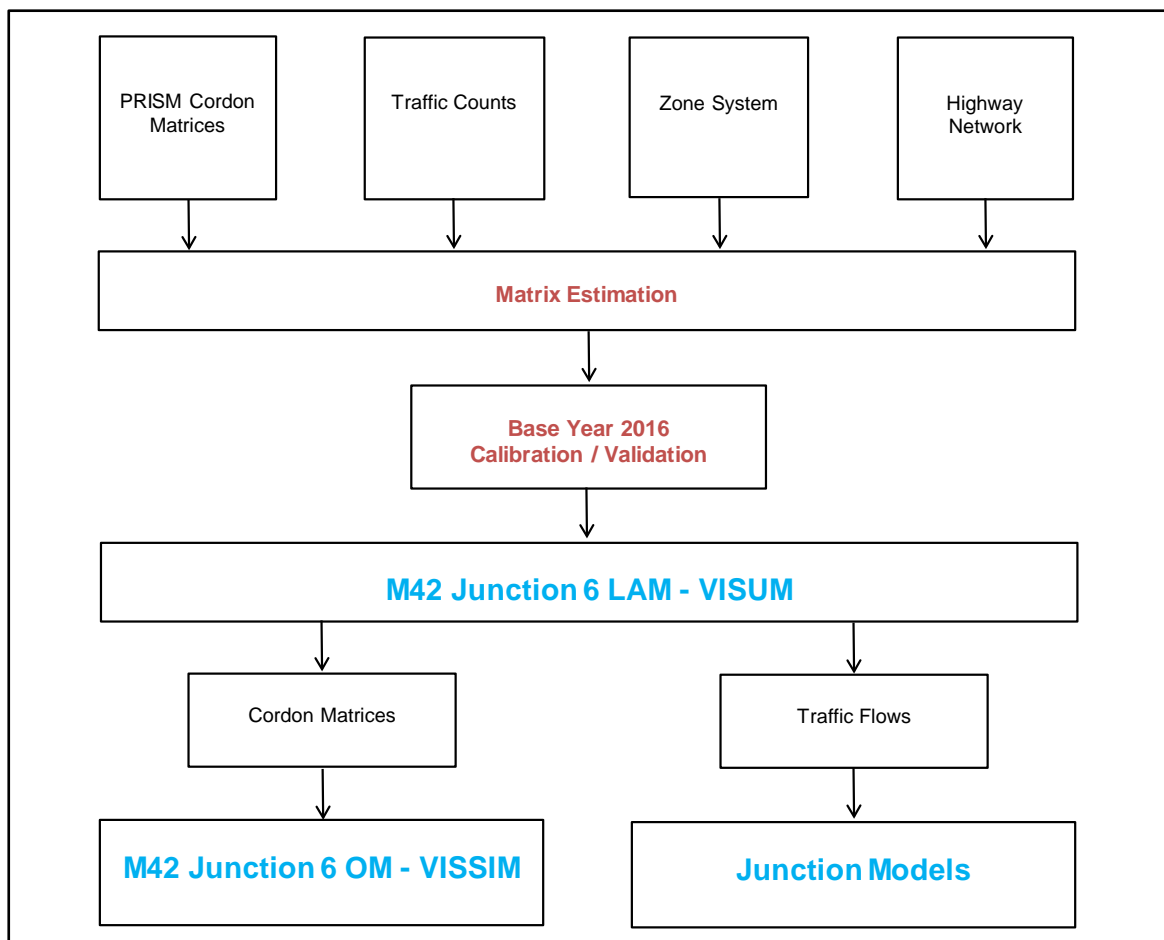 PRISM Cordon
Matrices
Traffic Counts
Zone System
Highway
Network
Matrix Estimation
Base Year 2016
Calibration / Validation
M42 Junction 6 LAM - VISUM
Cordon Matrices
Traffic Flows
M42 Junction 6 OM - VISSIM
Junction Models